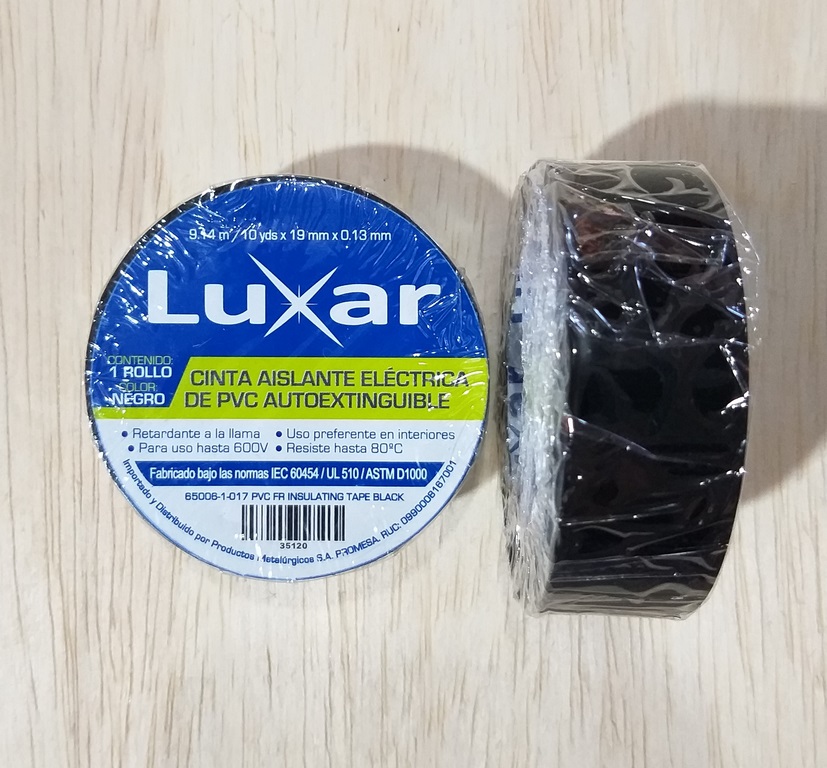 9.14 m / 10 yds x 19 mm x 0.13 mm
Luxar
CONTENIDO:
1 ROLLO
COLOR:
NEGRO
CINTA AISLANTE ELÉCTRICA
DE PVC AUTOEXTINGUIBLE
• Retardante a la llama • Uso preferente en interiores
• Para uso hasta 600V • Resiste hasta 80ºC
Fabricado bajo las normas IEC 60454 / UL 510 / ASTM D1000
65006-1-017 PVC FR INSULATING TAPE BLACK
35120
Importado y Distribuido por Productos Metalúrgicos S.A. PROMESA. RUC: 0990006167001